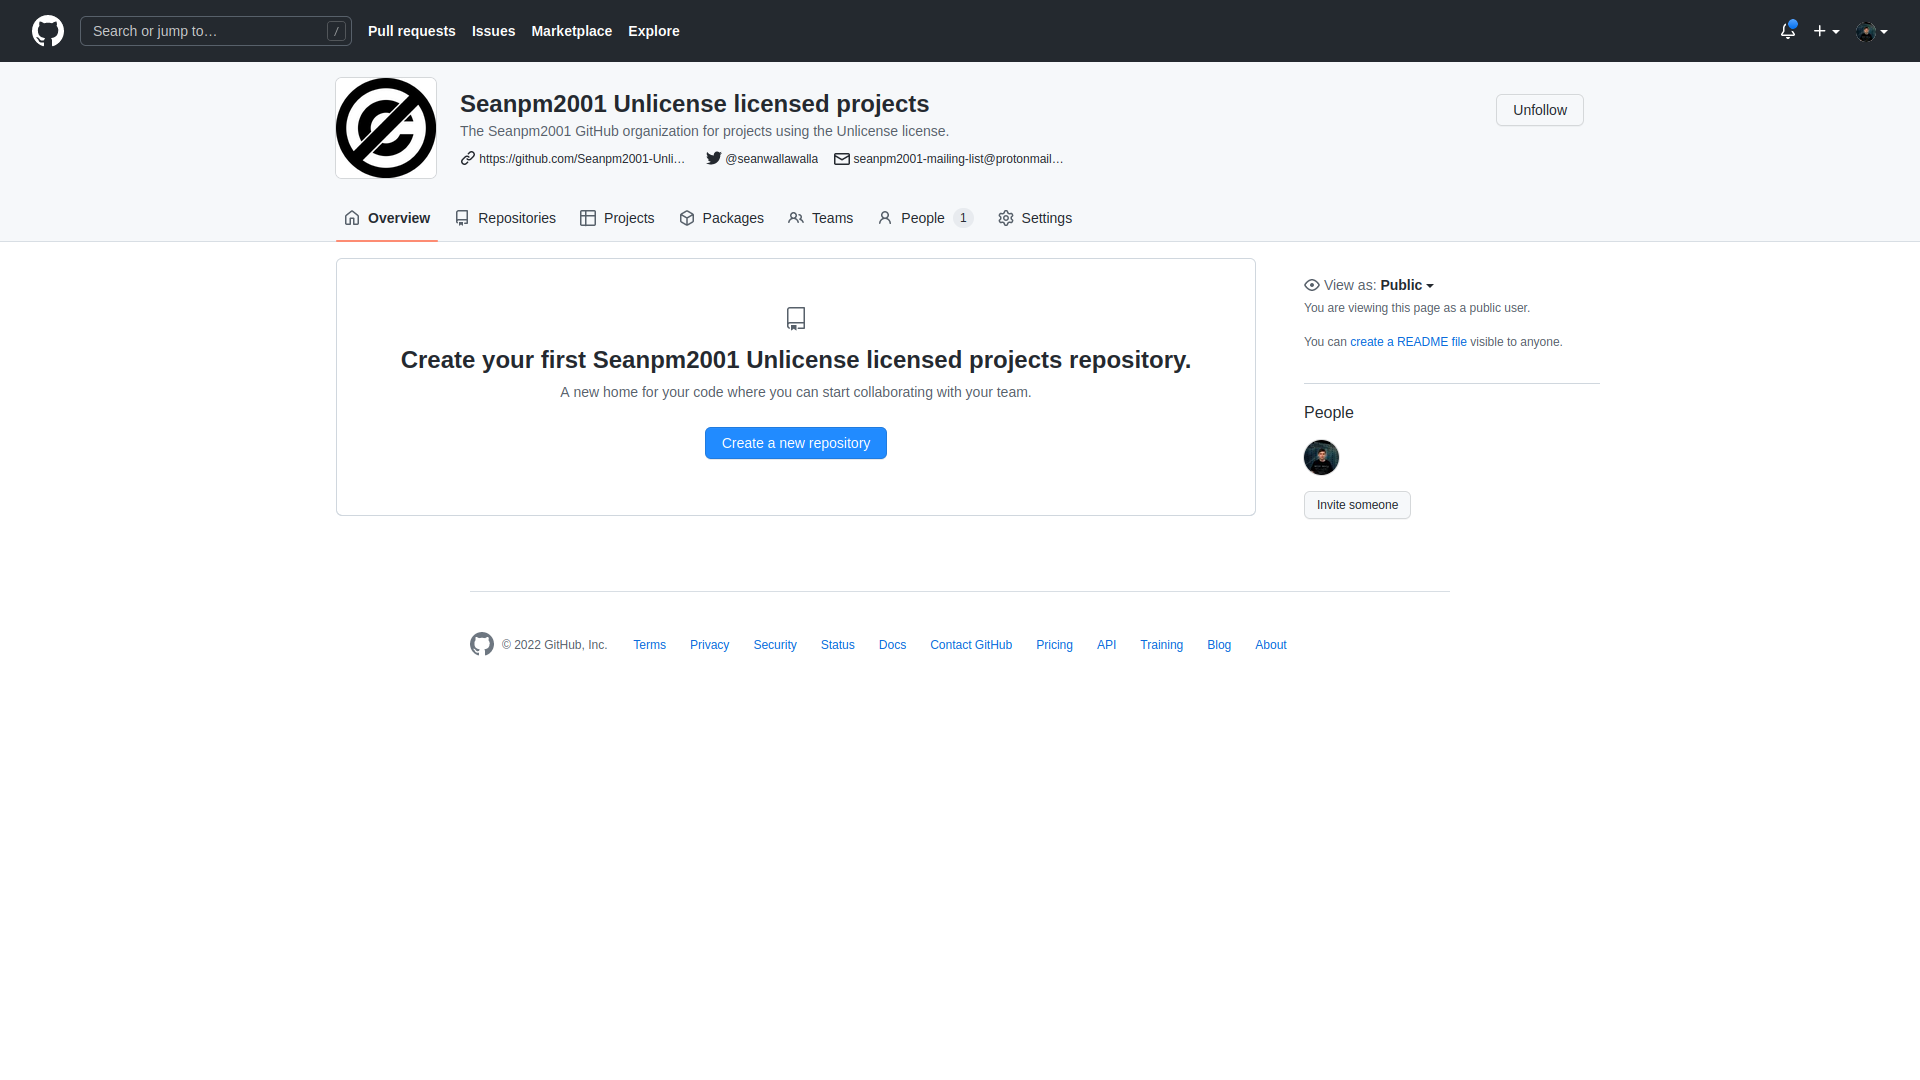 Search or jump to…
/
Pull requests
Issues
Marketplace
Explore
Seanpm2001 Unlicense licensed projects
The Seanpm2001 GitHub organization for projects using the Unlicense license.
https://github.com/Seanpm2001-Unli…
@seanwallawalla
seanpm2001-mailing-list@protonmail…
Unfollow
Overview
Repositories
Projects
Packages
Teams
People 1
Settings
Create your first Seanpm2001 Unlicense licensed projects repository.
A new home for your code where you can start collaborating with your team.
Create a new repository
View as: Public
You are viewing this page as a public user.
You can create a README file visible to anyone.
People
Invite someone
© 2022 GitHub, Inc.
Terms
Privacy
Security
Status
Docs
Contact GitHub
Pricing
API
Training
Blog
About